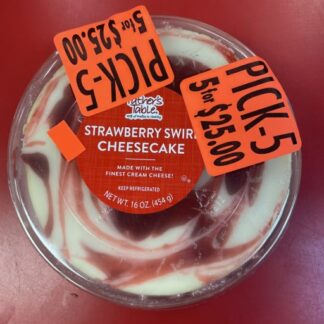 PICK-5
5 for $25.00
PICK-5
5 for $25.00
Father's
Table
STRAWBERRY SWIRL
CHEESECAKE
MADE WITH THE
FINEST CREAM CHEESE!
KEEP REFRIGERATED
NET WT. 16 OZ. (454 g)